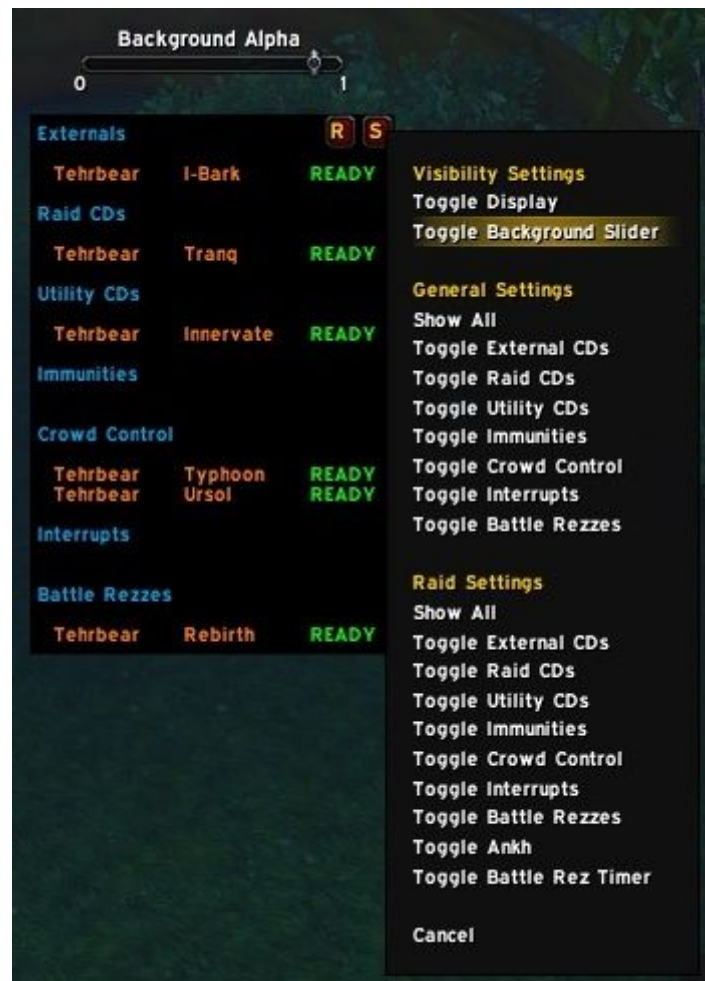 Background Alpha
0 1
Externals R S
Tehrbear I-Bark READY
Raid CDs
Tehrbear Tranq READY
Utility CDs
Tehrbear Innervate READY
Immunities
Crowd Control
Tehrbear Typhoon READY
Tehrbear Ursol READY
Interrupts
Battle Rezzes
Tehrbear Rebirth READY
Visibility Settings
Toggle Display
Toggle Background Slider
General Settings
Show All
Toggle External CDs
Toggle Raid CDs
Toggle Utility CDs
Toggle Immunities
Toggle Crowd Control
Toggle Interrupts
Toggle Battle Rezzes
Raid Settings
Show All
Toggle External CDs
Toggle Raid CDs
Toggle Utility CDs
Toggle Immunities
Toggle Crowd Control
Toggle Interrupts
Toggle Battle Rezzes
Toggle Ankh
Toggle Battle Rez Timer
Cancel